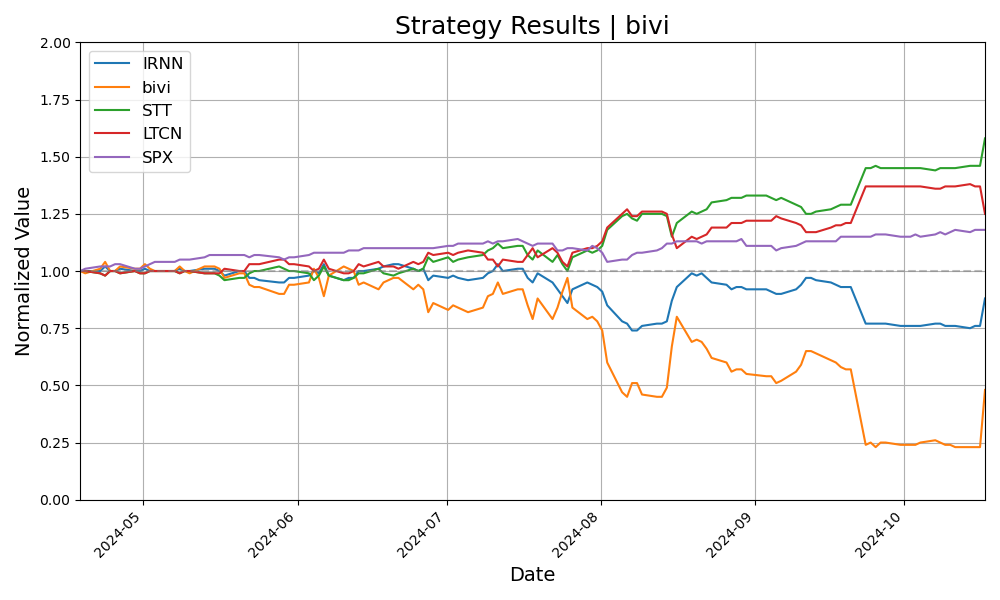 Strategy Results | bivi
IRNN
bivi
STT
LTCN
SPX
Normalized Value
2.00
1.75
1.50
1.25
1.00
0.75
0.50
0.25
0.00
2024-05
2024-06
2024-07
2024-08
2024-09
2024-10
Date